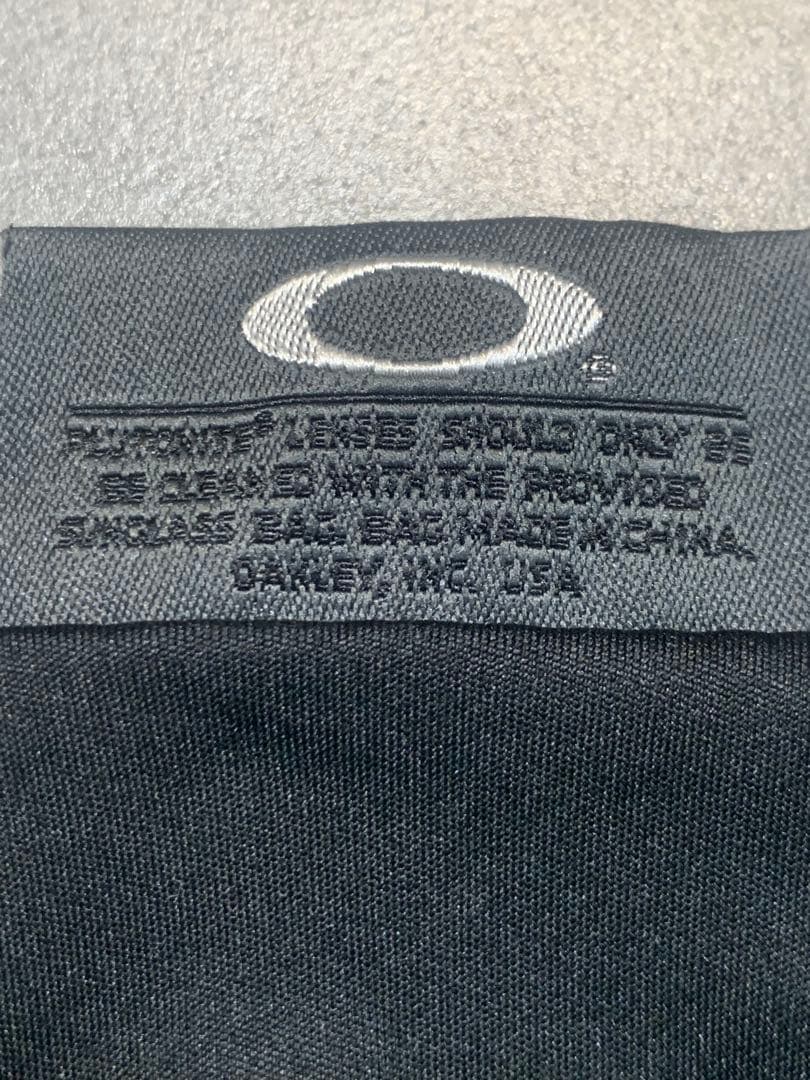 PLUTONITE® LENSES SHOULD ONLY BE
BE CLEANED WITH THE PROVIDED
SUNGLASS BAG. BAG MADE IN CHINA.
OAKLEY, INC. USA